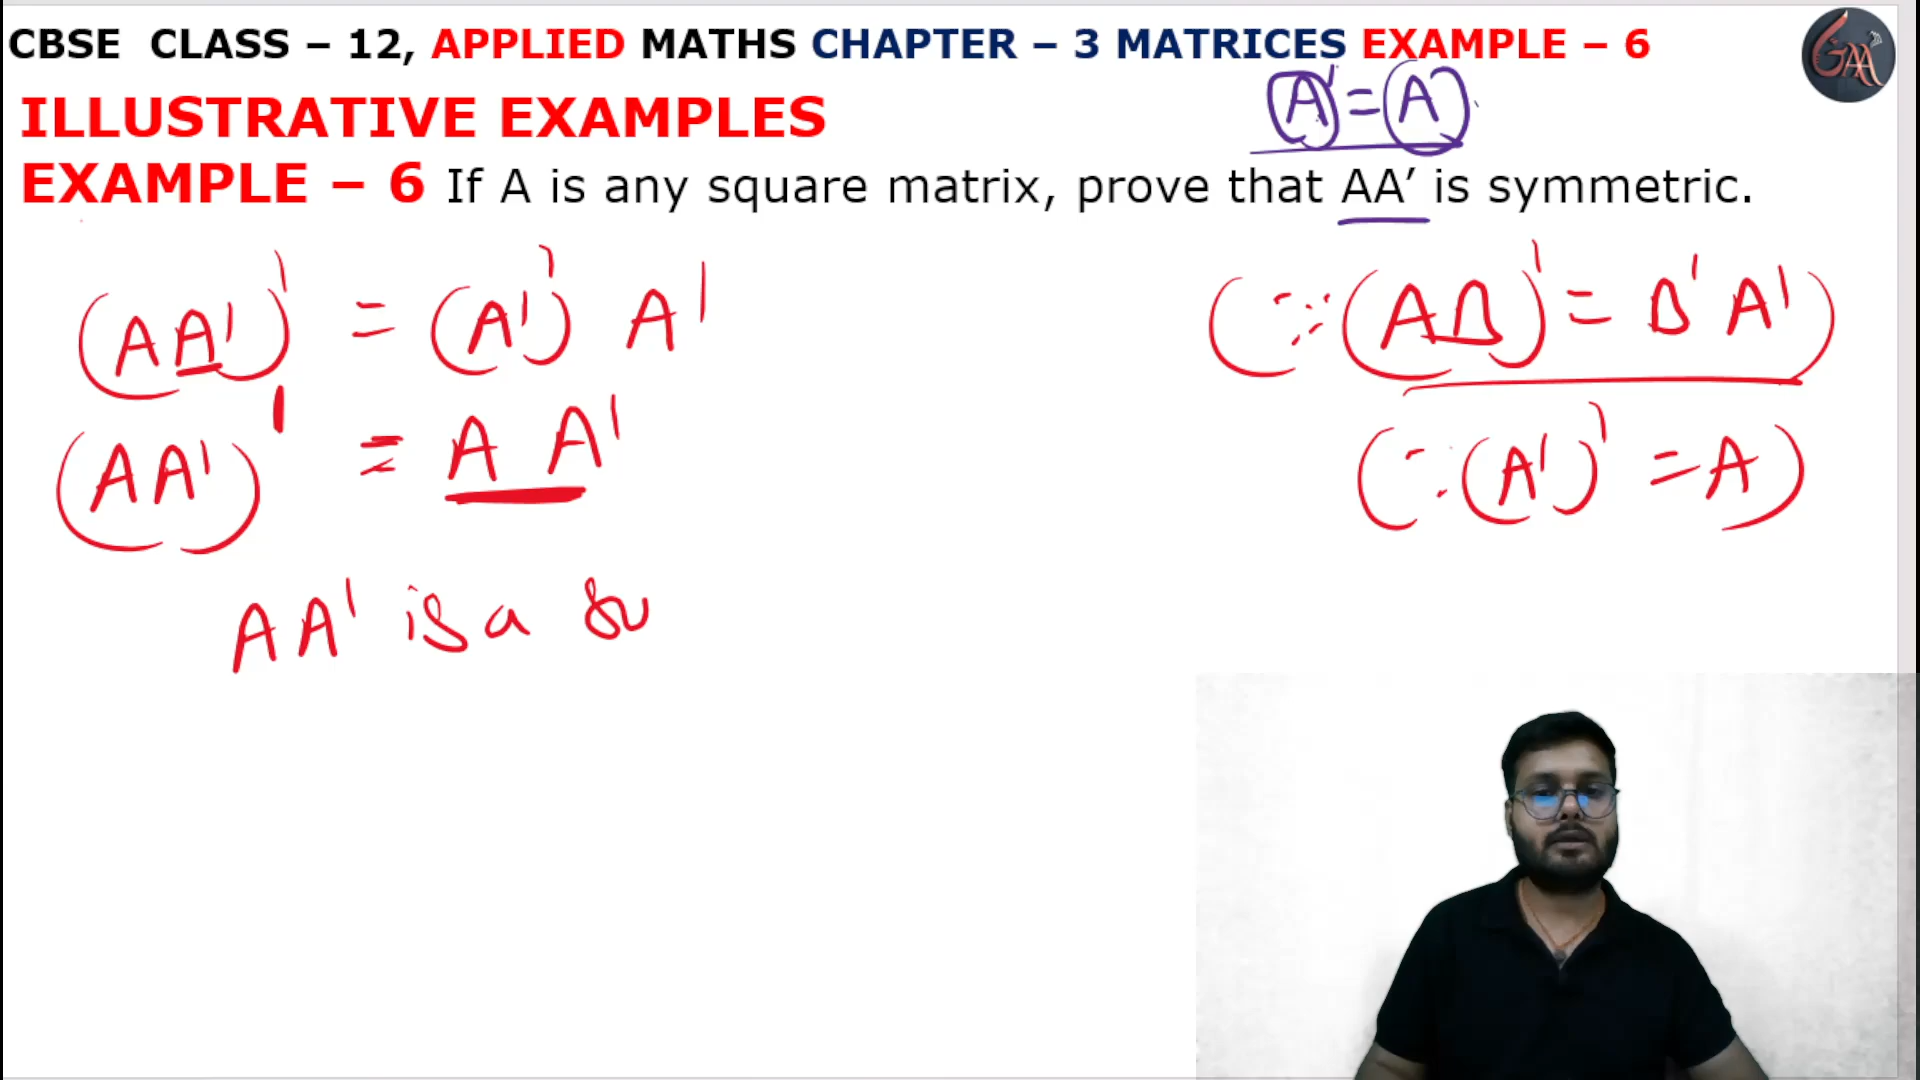 CBSE CLASS – 12, APPLIED MATHS CHAPTER – 3 MATRICES EXAMPLE – 6
ILLUSTRATIVE EXAMPLES
A' = A
EXAMPLE – 6 If A is any square matrix, prove that AA′ is symmetric.
(AA')' = (A')' A'
(∵ (AB)' = B'A')
(AA')' = A A'
(∵ (A')' = A)
AA' is a